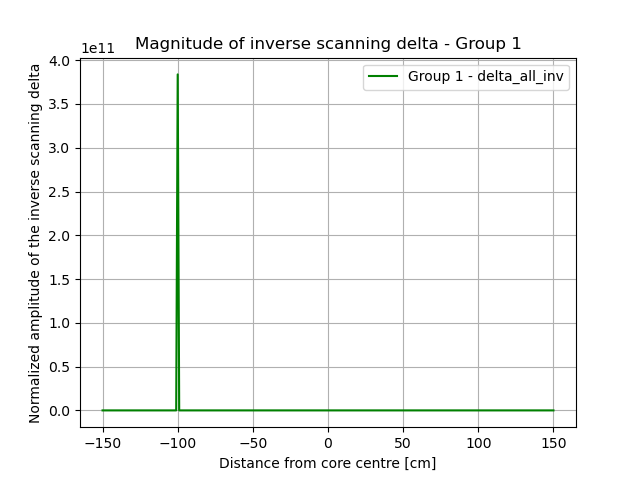 Magnitude of inverse scanning delta - Group 1
1e11
Group 1 - delta_all_inv
Normalized amplitude of the inverse scanning delta
4.0
3.5
3.0
2.5
2.0
1.5
1.0
0.5
0.0
−150 −100 −50 0 50 100 150
Distance from core centre [cm]